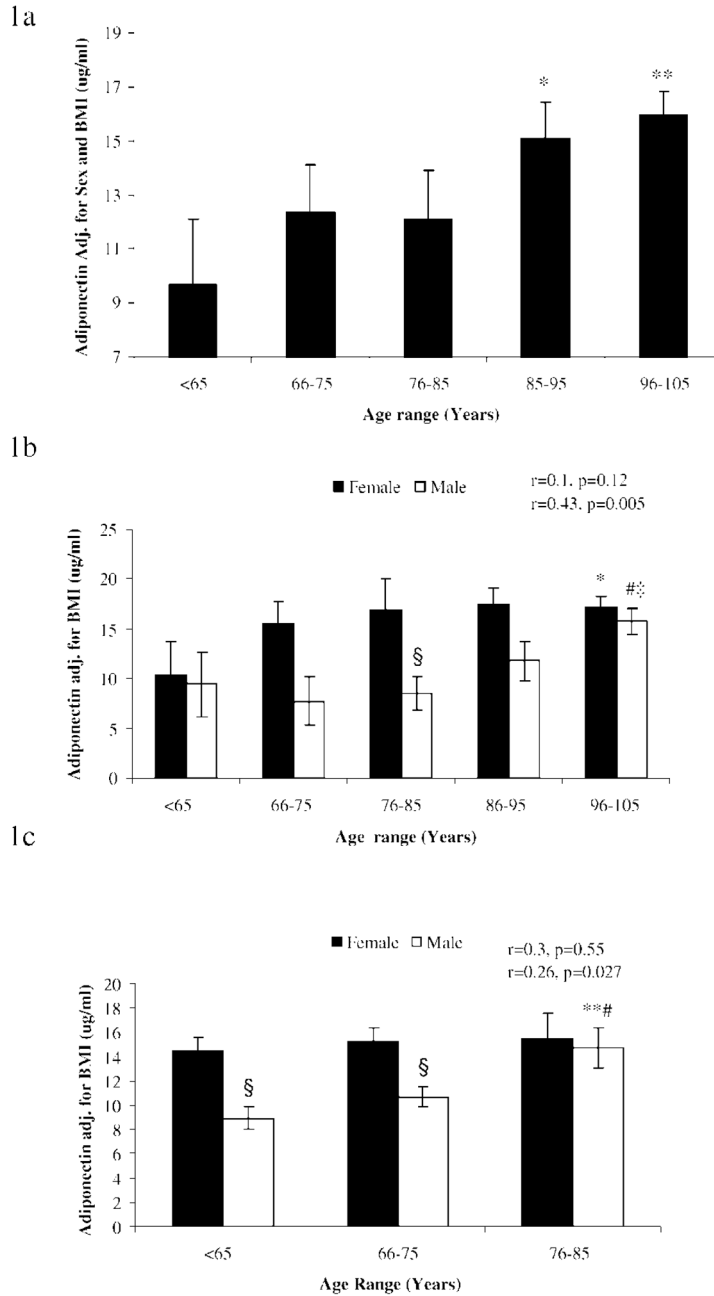 1a
Adiponectin Adj. for Sex and BMI (ug/ml)
19
17
15
13
11
9
7
*
**
<65
66-75
76-85
85-95
96-105
Age range (Years)
1b
Female
Male
r=0.1, p=0.12
r=0.43, p=0.005
Adiponectin adj. for BMI (ug/ml)
25
20
15
10
5
0
§
*
#‡
<65
66-75
76-85
86-95
96-105
Age range (Years)
1c
Female
Male
r=0.3, p=0.55
r=0.26, p=0.027
Adiponectin adj. for BMI (ug/ml)
20
18
16
14
12
10
8
6
4
2
0
§
§
**#
<65
66-75
76-85
Age Range (Years)